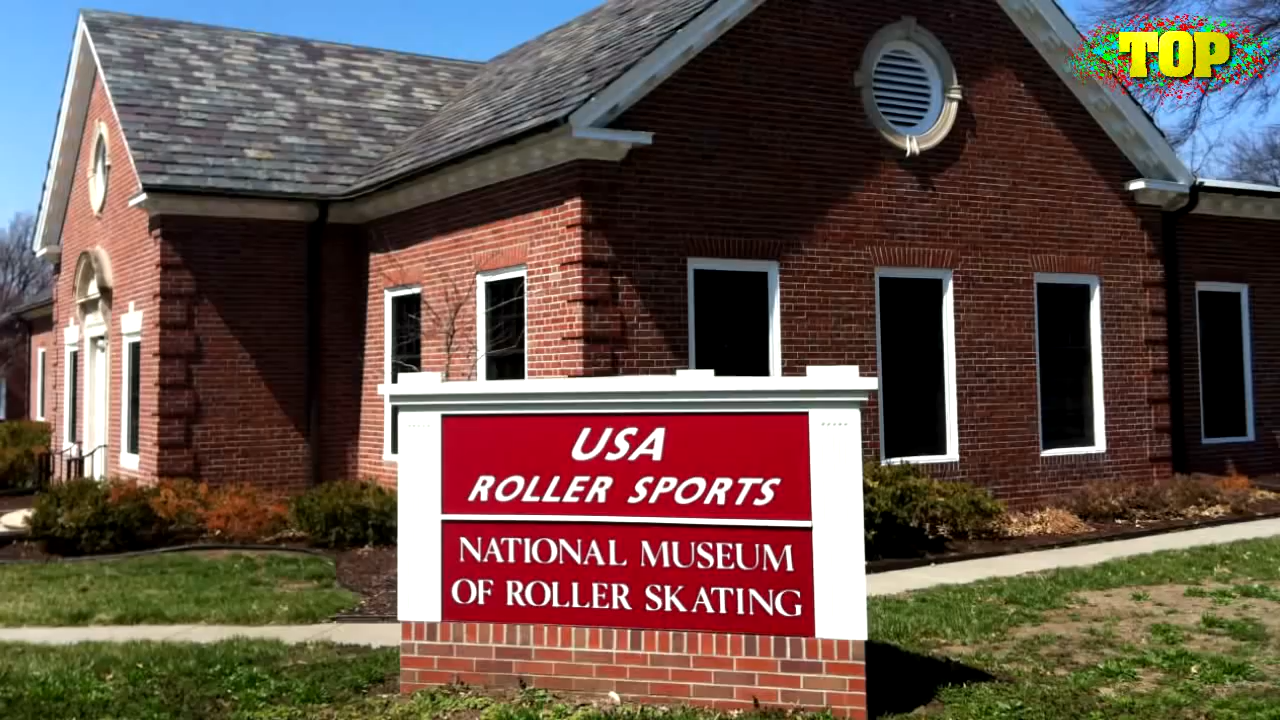 TOP
USA
ROLLER SPORTS
NATIONAL MUSEUM
OF ROLLER SKATING